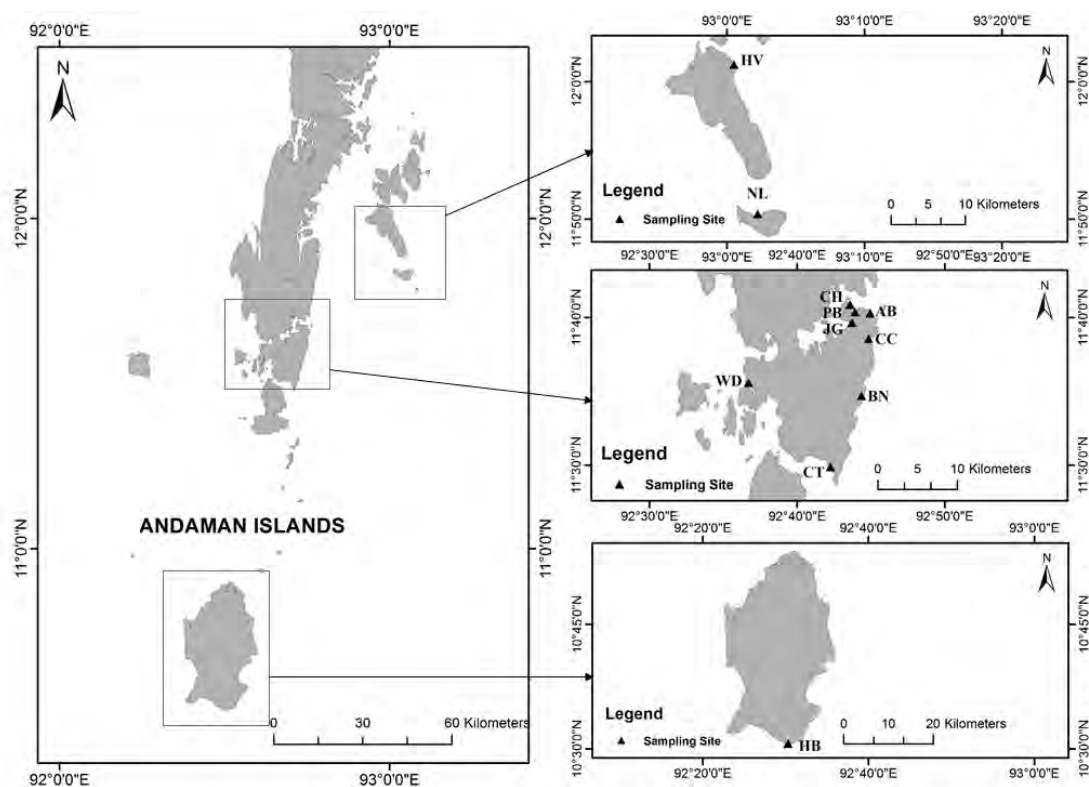 92°0'0"E 93°0'0"E
N
12°0'0"N
12°0'0"N
11°0'0"N
11°0'0"N
ANDAMAN ISLANDS
0 30 60 Kilometers
92°0'0"E 93°0'0"E
93°0'0"E 93°10'0"E 93°20'0"E
N
12°0'0"N
12°0'0"N
HV
Legend
NL
Sampling Site
0 5 10 Kilometers
11°50'0"N
11°50'0"N
93°0'0"E 93°10'0"E 93°20'0"E
92°30'0"E 92°40'0"E 92°50'0"E
N
CH
PB
AB
JG
CC
11°40'0"N
11°40'0"N
WD
BN
Legend
Sampling Site
CT
0 5 10 Kilometers
11°30'0"N
11°30'0"N
92°30'0"E 92°40'0"E 92°50'0"E
92°20'0"E 92°40'0"E 93°0'0"E
N
10°45'0"N
10°45'0"N
Legend
Sampling Site
HB
0 10 20 Kilometers
10°30'0"N
10°30'0"N
92°20'0"E 92°40'0"E 93°0'0"E